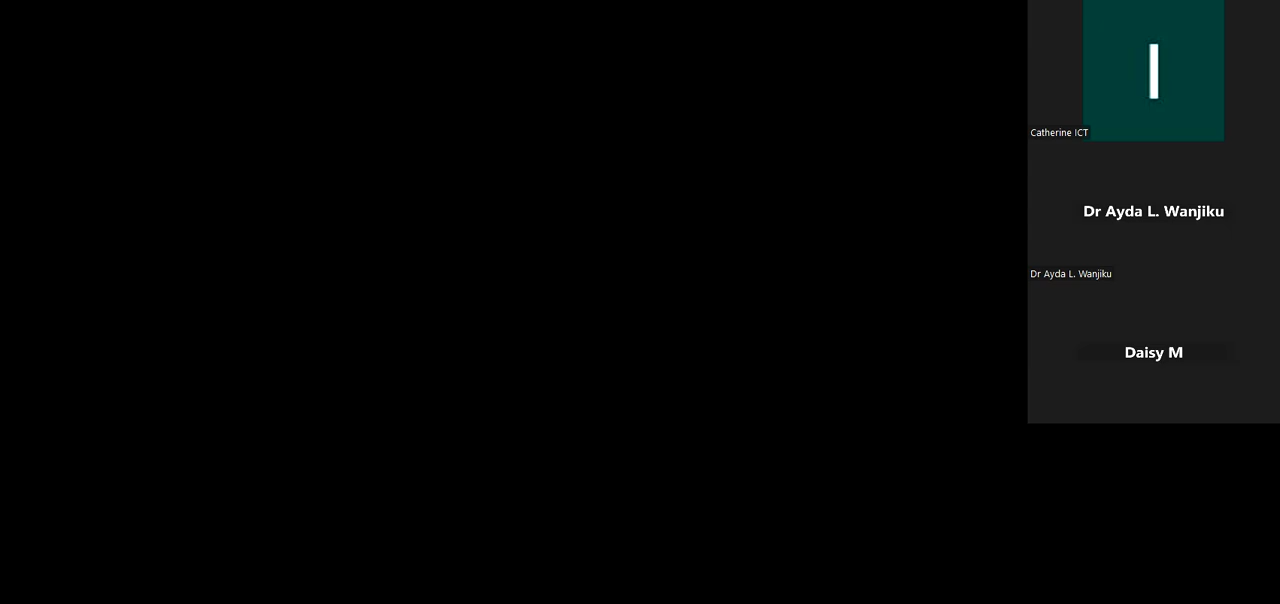 I
Catherine ICT
Dr Ayda L. Wanjiku
Dr Ayda L. Wanjiku
Daisy M